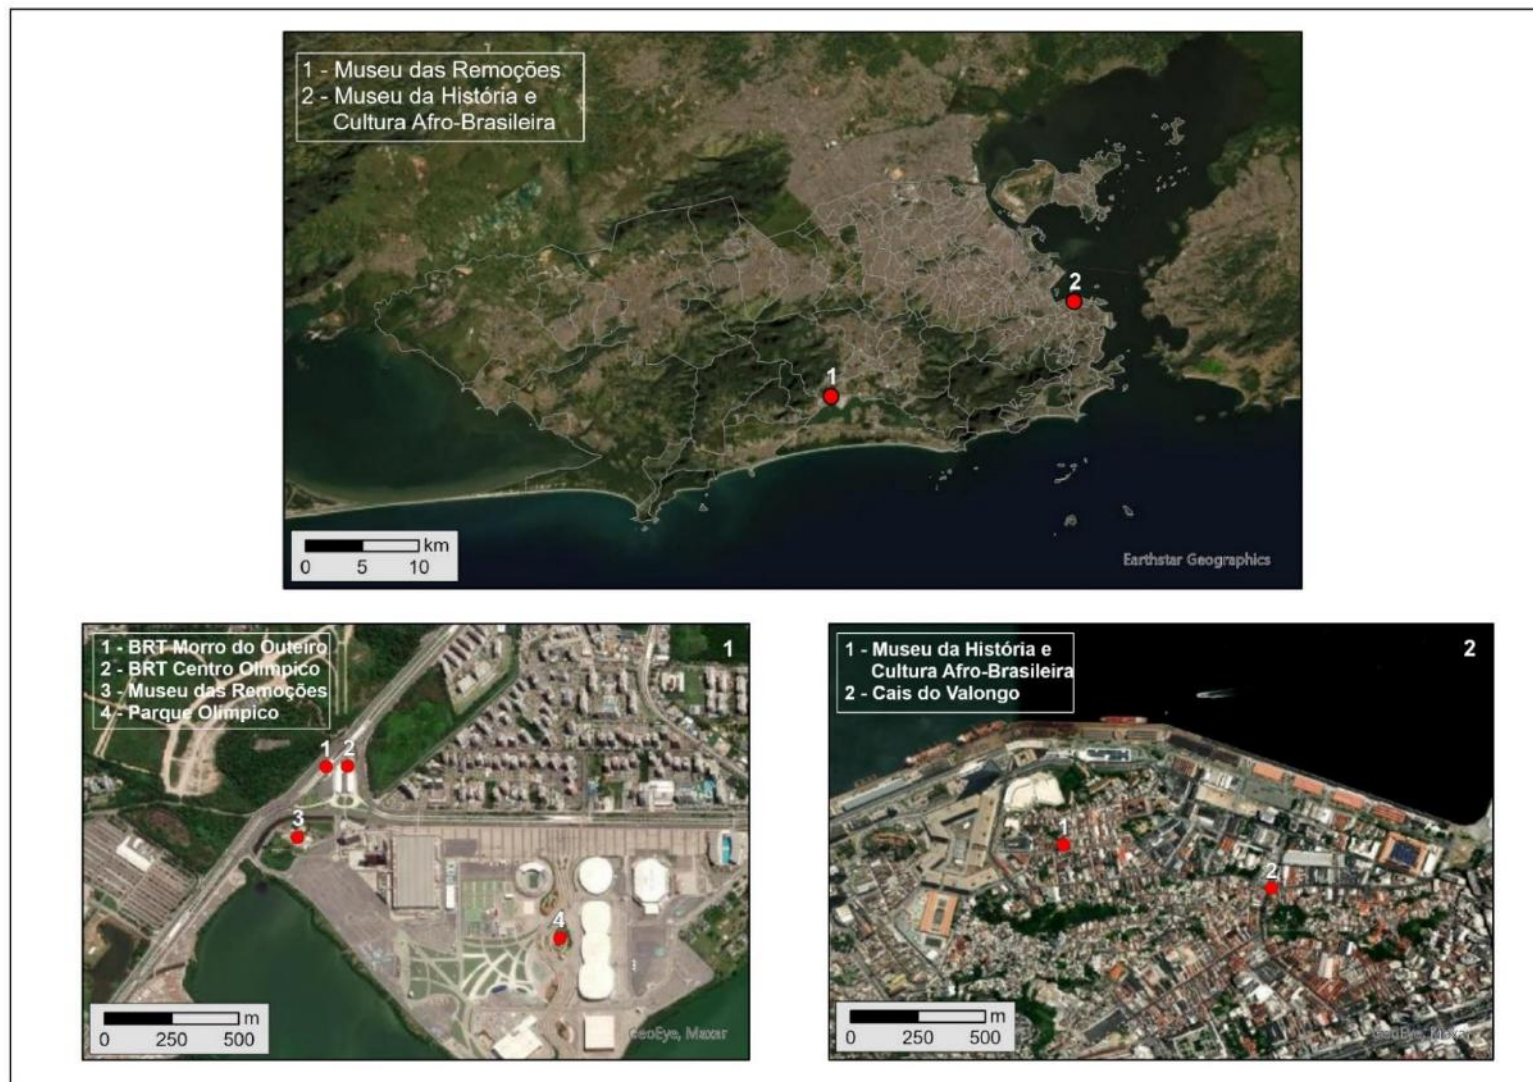 1 - Museu das Remoções
2 - Museu da História e
Cultura Afro-Brasileira
2
1
km
0 5 10
Earthstar Geographics
1 - BRT Morro do Outeiro
2 - BRT Centro Olímpico
3 - Museu das Remoções
4 - Parque Olímpico
1
1 2
3
4
m
0 250 500
GeoEye, Maxar
1 - Museu da História e
Cultura Afro-Brasileira
2 - Cais do Valongo
2
1
2
m
0 250 500
GeoEye, Maxar